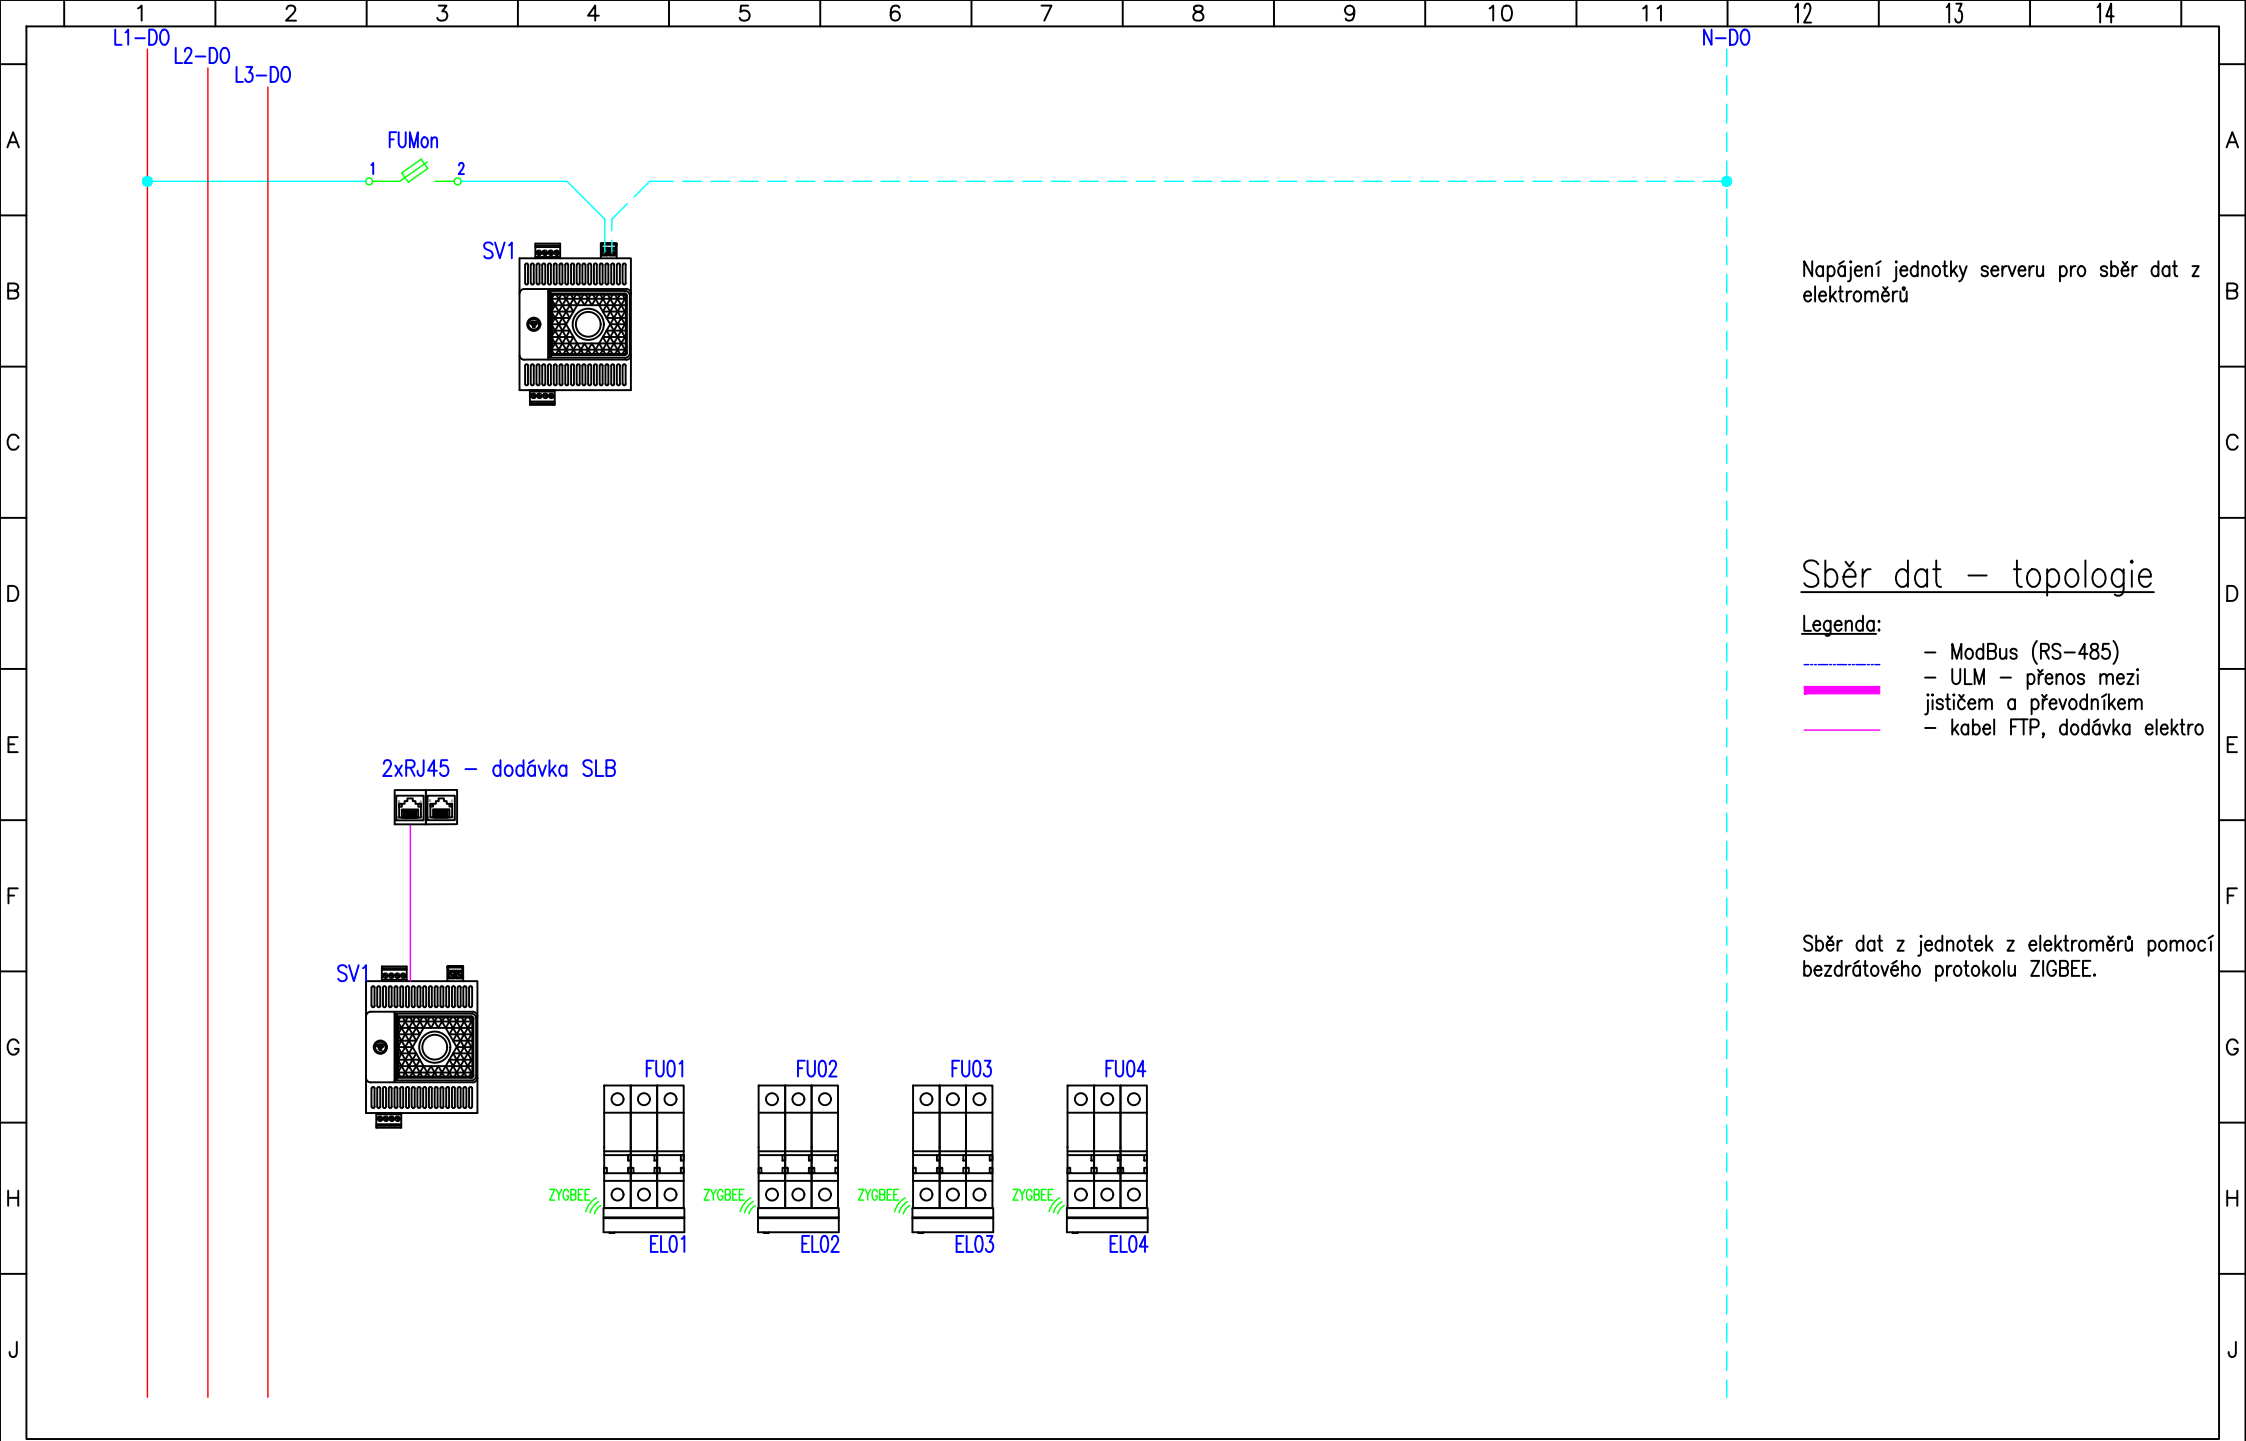 1 2 3 4 5 6 7 8 9 10 11 12 13 14
L1-DO
L2-DO
L3-DO
N-DO
A A
FUMon
1 2
SV1
B B
Napájení jednotky serveru pro sběr dat z
elektroměrů
C C
D D
Sběr dat - topologie
Legenda:
- ModBus (RS-485)
- ULM - přenos mezi
jističem a převodníkem
- kabel FTP, dodávka elektro
E E
2xRJ45 - dodávka SLB
F F
Sběr dat z jednotek z elektroměrů pomocí
bezdrátového protokolu ZIGBEE.
SV1
G G
FU01 FU02 FU03 FU04
H H
ZYGBEE ZYGBEE ZYGBEE ZYGBEE
EL01 EL02 EL03 EL04
J J